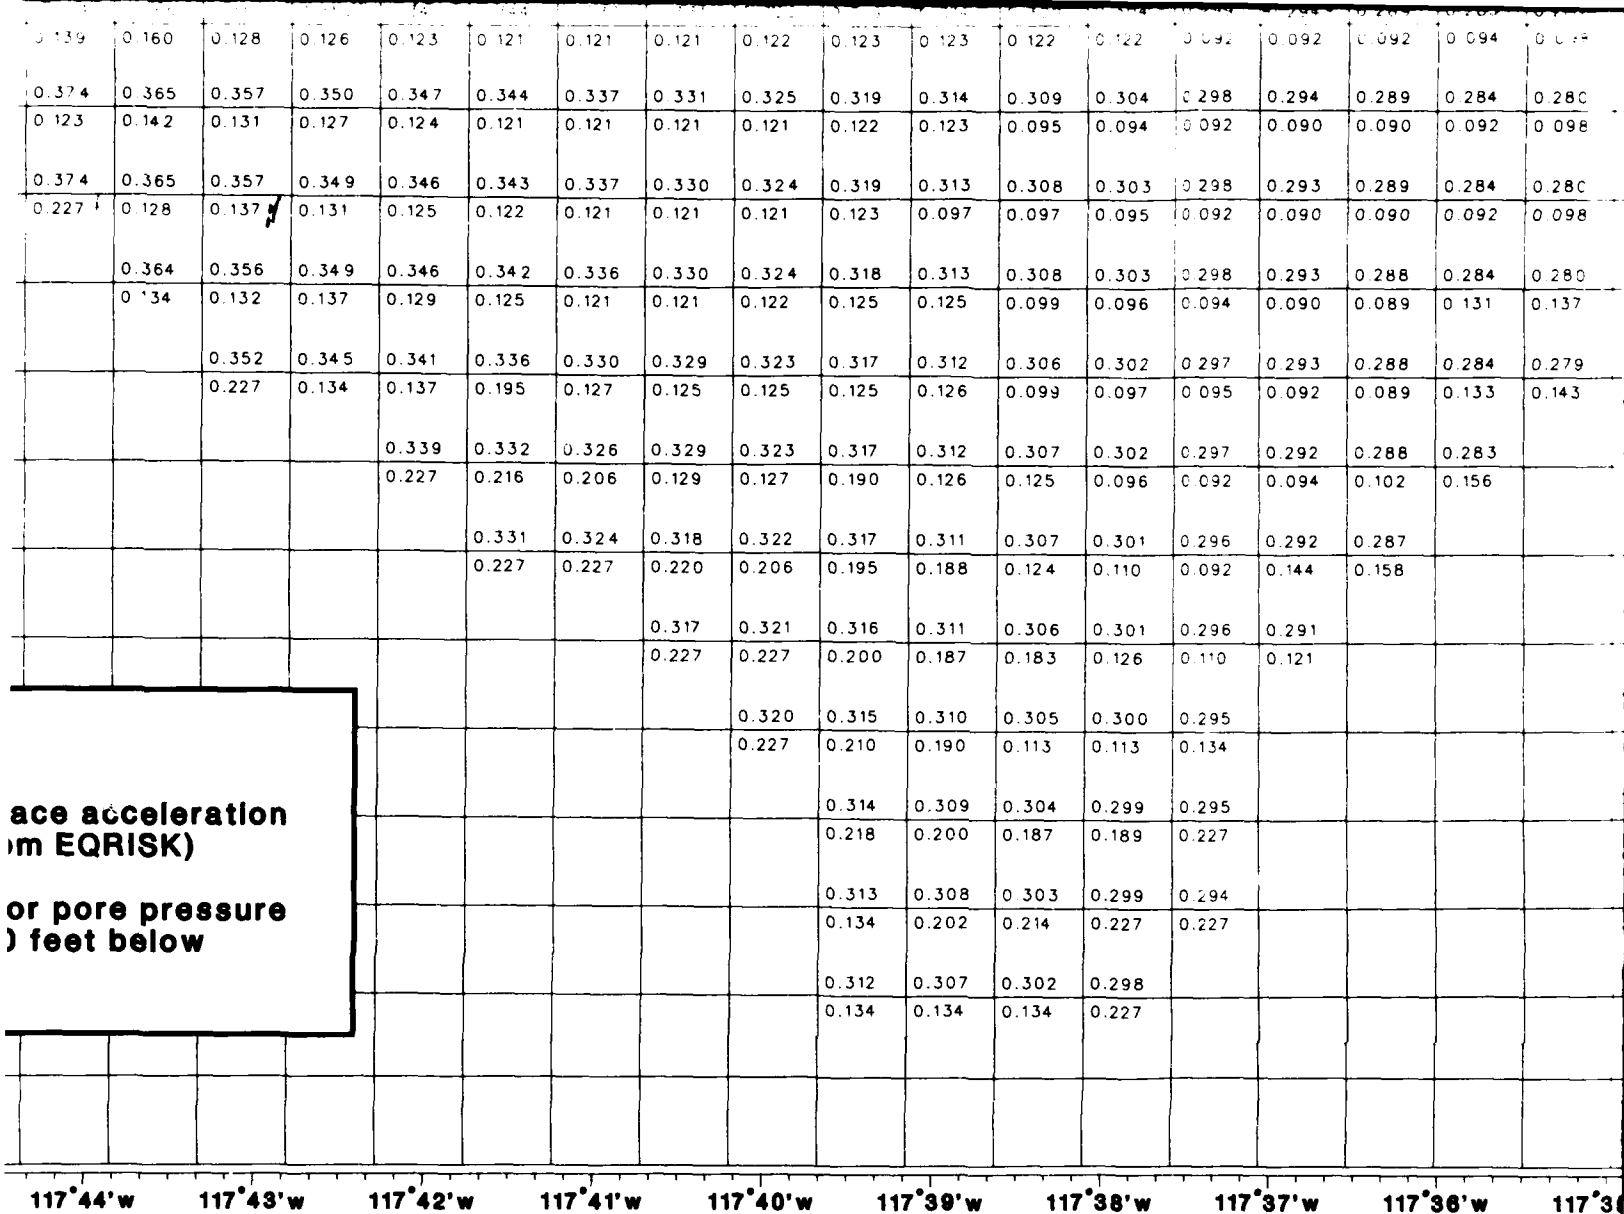 0.160 0.128 0.126 0.123 0.121 0.121 0.121 0.122 0.123 0.123 0.122 0.122 0.092 0.092 0.092 0.094
0.374 0.365 0.357 0.350 0.347 0.344 0.337 0.331 0.325 0.319 0.314 0.309 0.304 0.298 0.294 0.289 0.284 0.280
0.123 0.142 0.131 0.127 0.124 0.121 0.121 0.121 0.121 0.122 0.123 0.095 0.094 0.092 0.090 0.090 0.092 0.098
0.374 0.365 0.357 0.349 0.346 0.343 0.337 0.330 0.324 0.319 0.313 0.308 0.303 0.298 0.293 0.289 0.284 0.280
0.227 0.128 0.137 0.131 0.125 0.122 0.121 0.121 0.121 0.123 0.097 0.097 0.095 0.092 0.090 0.090 0.092 0.098
0.364 0.356 0.349 0.346 0.342 0.336 0.330 0.324 0.318 0.313 0.308 0.303 0.298 0.293 0.288 0.284 0.280
0.134 0.132 0.137 0.129 0.125 0.121 0.121 0.122 0.125 0.125 0.099 0.096 0.094 0.090 0.089 0.131 0.137
0.352 0.345 0.341 0.336 0.330 0.329 0.323 0.317 0.312 0.306 0.302 0.297 0.293 0.288 0.284 0.279
0.227 0.134 0.137 0.195 0.127 0.125 0.125 0.125 0.126 0.099 0.097 0.095 0.092 0.089 0.133 0.143
0.339 0.332 0.326 0.329 0.323 0.317 0.312 0.307 0.302 0.297 0.292 0.288 0.283
0.227 0.216 0.206 0.129 0.127 0.190 0.126 0.125 0.096 0.092 0.094 0.102 0.156
0.331 0.324 0.318 0.322 0.317 0.311 0.307 0.301 0.296 0.292 0.287
0.227 0.227 0.220 0.206 0.195 0.188 0.124 0.110 0.092 0.144 0.158
0.317 0.321 0.316 0.311 0.306 0.301 0.296 0.291
0.227 0.227 0.200 0.187 0.183 0.126 0.110 0.121
0.320 0.315 0.310 0.305 0.300 0.295
0.227 0.210 0.190 0.113 0.113 0.134
0.314 0.309 0.304 0.299 0.295
0.218 0.200 0.187 0.189 0.227
0.313 0.308 0.303 0.299 0.294
0.134 0.202 0.214 0.227 0.227
0.312 0.307 0.302 0.298
0.134 0.134 0.134 0.227
ace acceleration
om EQRISK)
or pore pressure
feet below
117°44'w 117°43'w 117°42'w 117°41'w 117°40'w 117°39'w 117°38'w 117°37'w 117°36'w